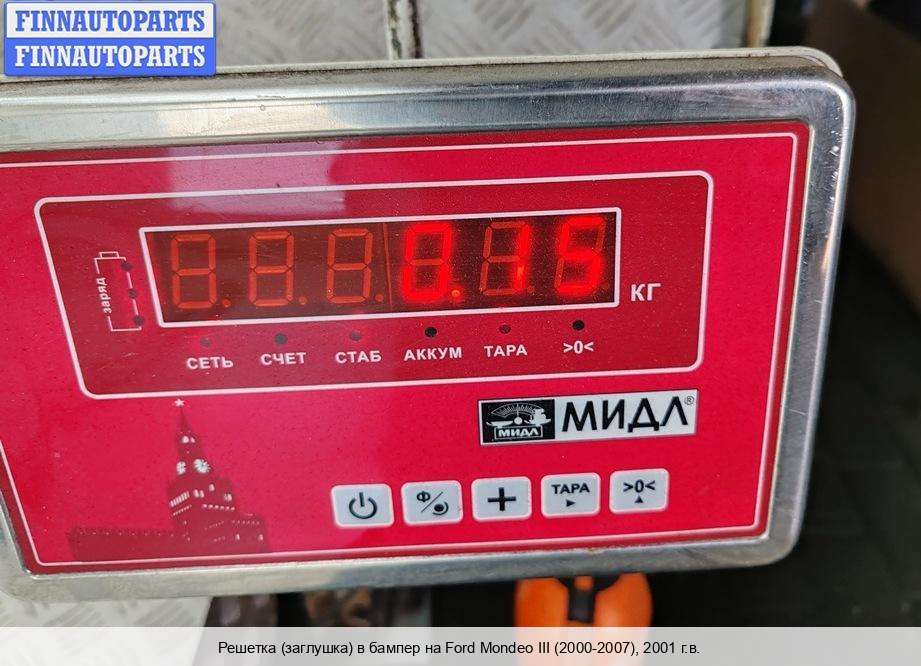 FINNAUTOPARTS
FINNAUTOPARTS
заряд
0.15 КГ
СЕТЬ СЧЕТ СТАБ АККУМ ТАРА >0<
МИДЛ МИДЛ®
Ф ТАРА >0<
Решетка (заглушка) в бампер на Ford Mondeo III (2000-2007), 2001 г.в.